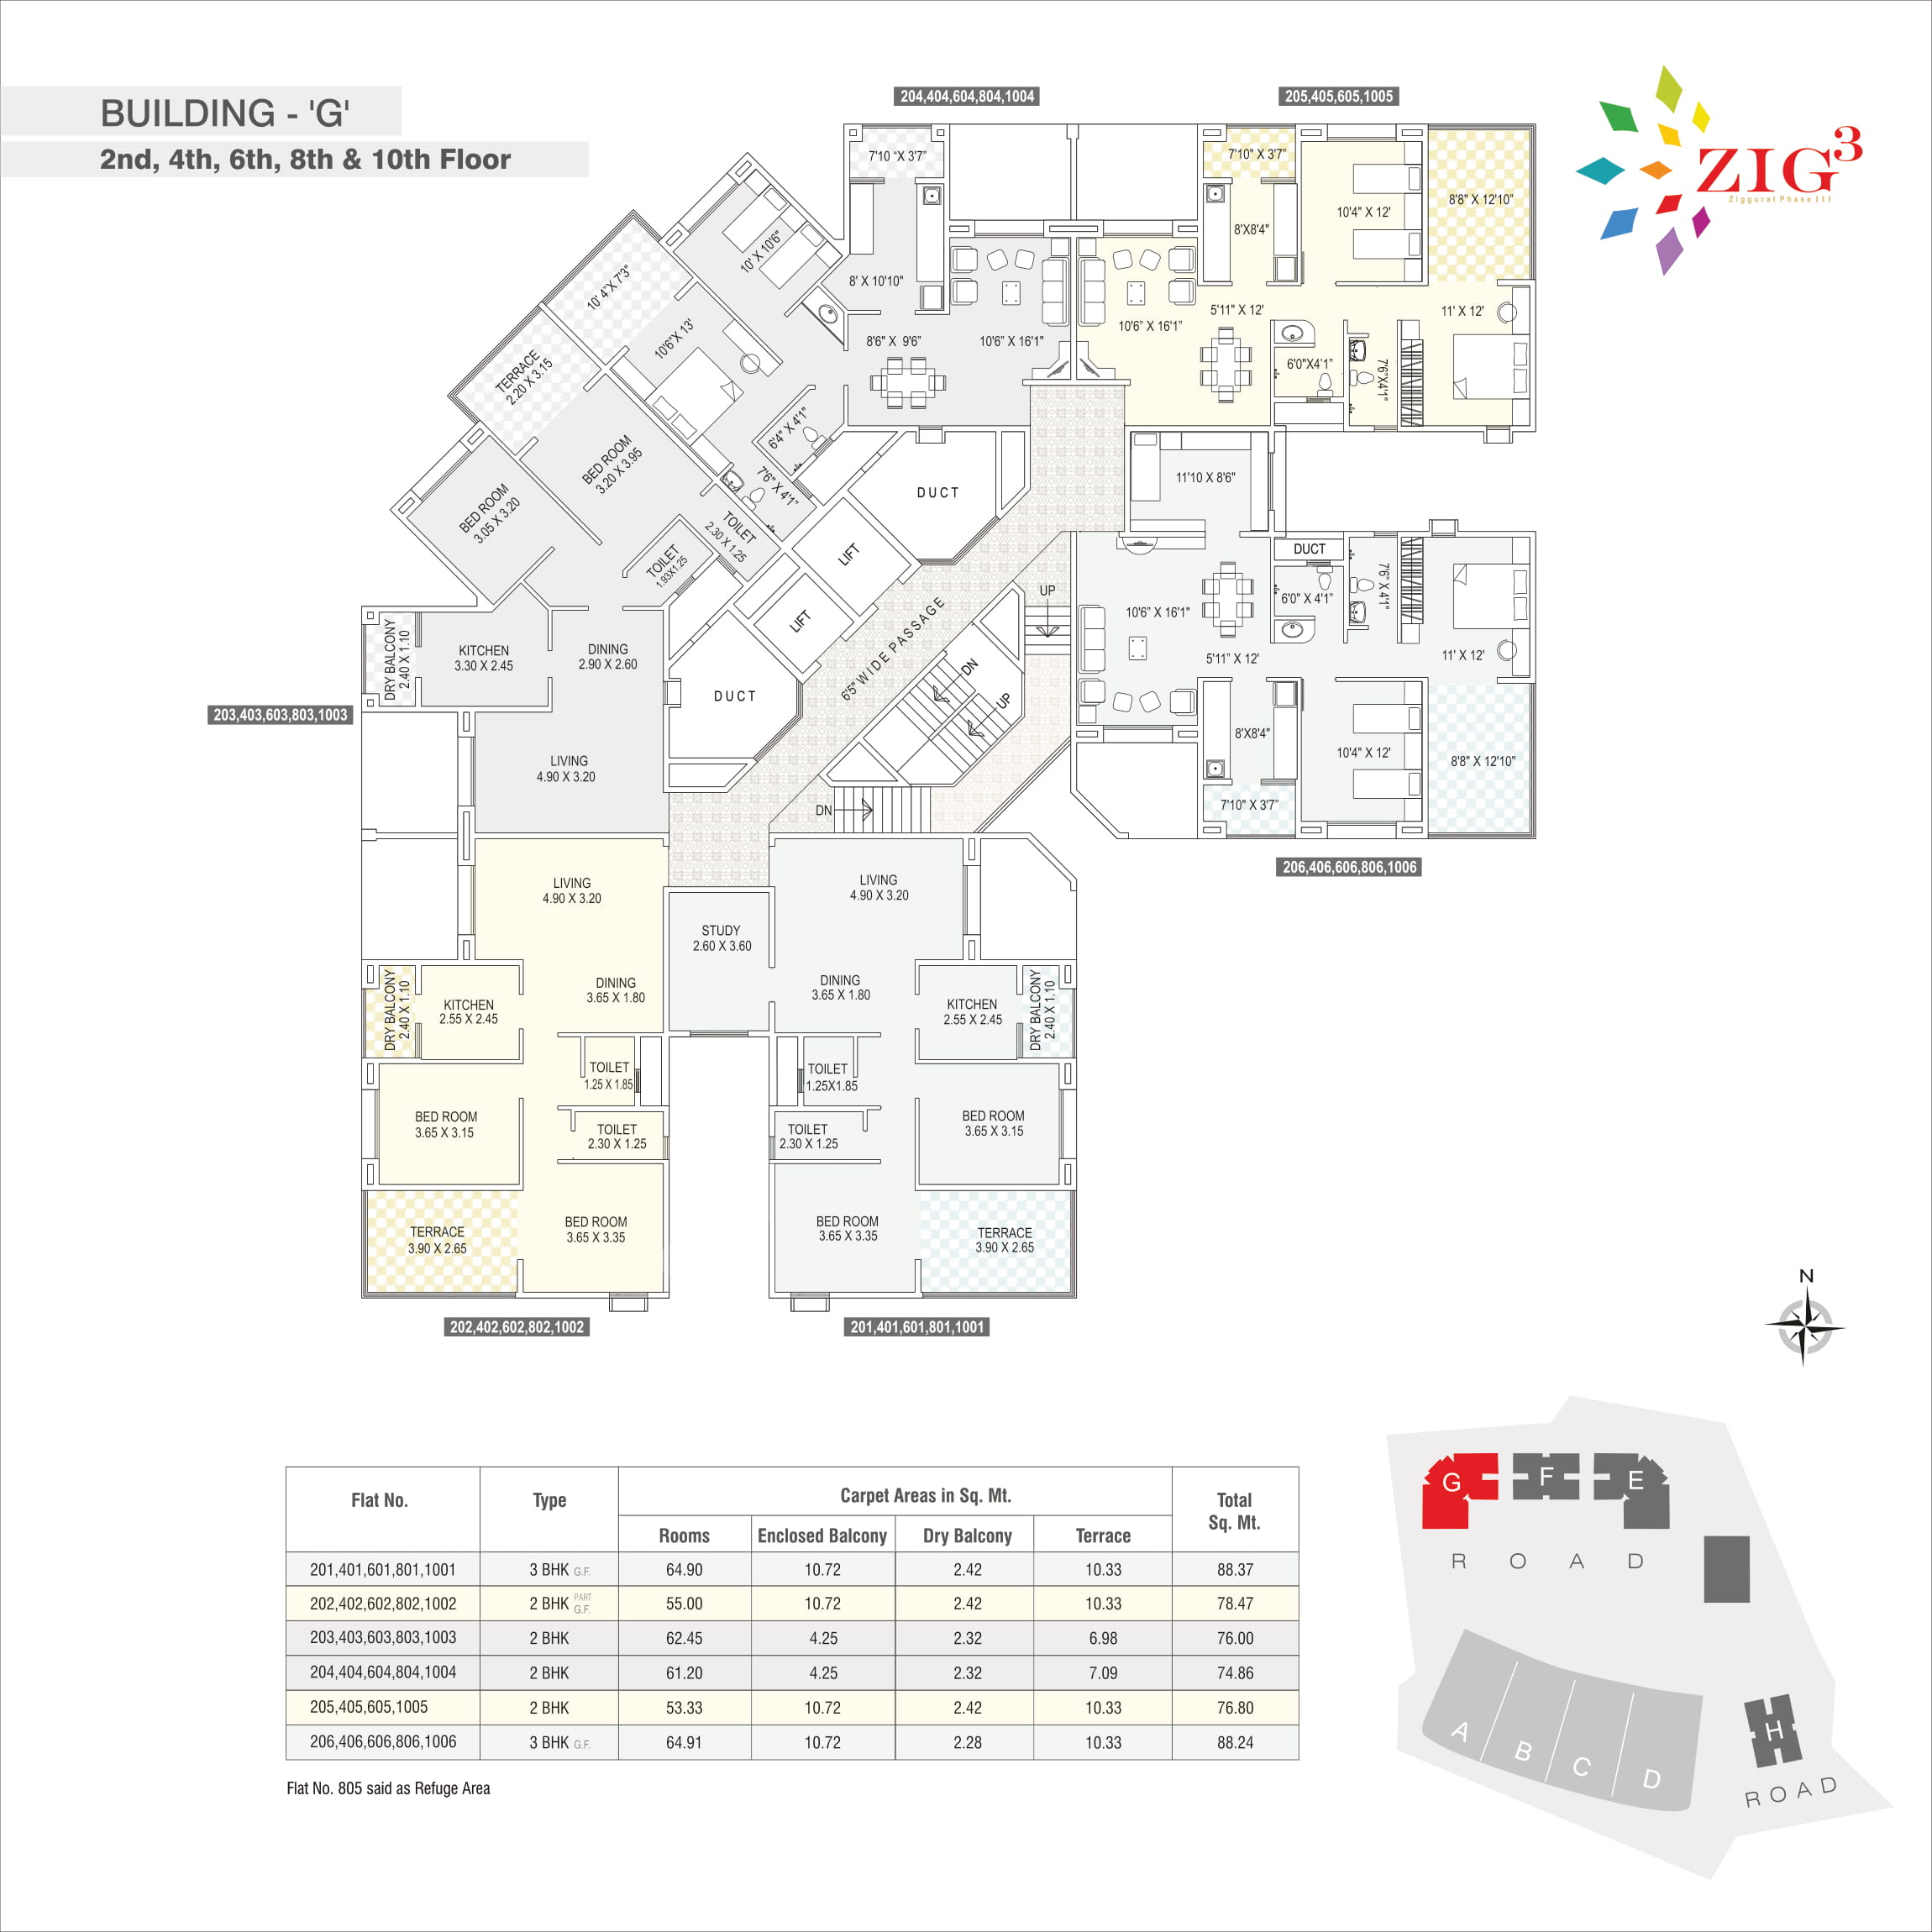 BUILDING - 'G'
2nd, 4th, 6th, 8th & 10th Floor
ZIG3
Ziggurat Phase III
204,404,604,804,1004
205,405,605,1005
7'10 “X 3'7”
7'10" X 3'7"
10'4" X 12'
8'8" X 12'10"
10' X 10'6"
8' X 10'10"
8'X8'4"
10' 4"X 7'3"
10'6"X 13'
8'6" X 9'6”
10'6” X 16'1"
10'6” X 16'1”
5'11" X 12'
11' X 12'
6'0"X4'1"
7'6"X4'1"
TERRACE
2.20 X 3.15
6'4" X 4'1"
7'6" X 4'1"
BED ROOM
3.20 X 3.95
BED ROOM
3.05 X 3.20
TOILET
2.30 X 1.25
TOILET
1.93X1.25
DUCT
LIFT
LIFT
11'10 X 8'6"
DUCT
6'0" X 4'1"
7'6" X 4'1"
10'6" X 16'1"
5'11” X 12'
11' X 12'
8'X8'4"
10'4" X 12'
8'8" X 12'10"
7'10" X 3'7”
206,406,606,806,1006
6'5" WIDE PASSAGE
UP
DN
UP
DN
DRY BALCONY
2.40 X 1.10
KITCHEN
3.30 X 2.45
DINING
2.90 X 2.60
DUCT
203,403,603,803,1003
LIVING
4.90 X 3.20
LIVING
4.90 X 3.20
LIVING
4.90 X 3.20
STUDY
2.60 X 3.60
DINING
3.65 X 1.80
DINING
3.65 X 1.80
DRY BALCONY
2.40 X 1.10
KITCHEN
2.55 X 2.45
KITCHEN
2.55 X 2.45
DRY BALCONY
2.40 X 1.10
TOILET
1.25 X 1.85
TOILET
1.25X1.85
BED ROOM
3.65 X 3.15
TOILET
2.30 X 1.25
TOILET
2.30 X 1.25
BED ROOM
3.65 X 3.15
TERRACE
3.90 X 2.65
BED ROOM
3.65 X 3.35
BED ROOM
3.65 X 3.35
TERRACE
3.90 X 2.65
202,402,602,802,1002
201,401,601,801,1001
N
Flat No. Type Carpet Areas in Sq. Mt. Total Sq. Mt.
Rooms Enclosed Balcony Dry Balcony Terrace
201,401,601,801,1001 3 BHK G.F. 64.90 10.72 2.42 10.33 88.37
202,402,602,802,1002 2 BHK PART G.F. 55.00 10.72 2.42 10.33 78.47
203,403,603,803,1003 2 BHK 62.45 4.25 2.32 6.98 76.00
204,404,604,804,1004 2 BHK 61.20 4.25 2.32 7.09 74.86
205,405,605,1005 2 BHK 53.33 10.72 2.42 10.33 76.80
206,406,606,806,1006 3 BHK G.F. 64.91 10.72 2.28 10.33 88.24
Flat No. 805 said as Refuge Area
G F E
ROAD
A B C D
H
ROAD